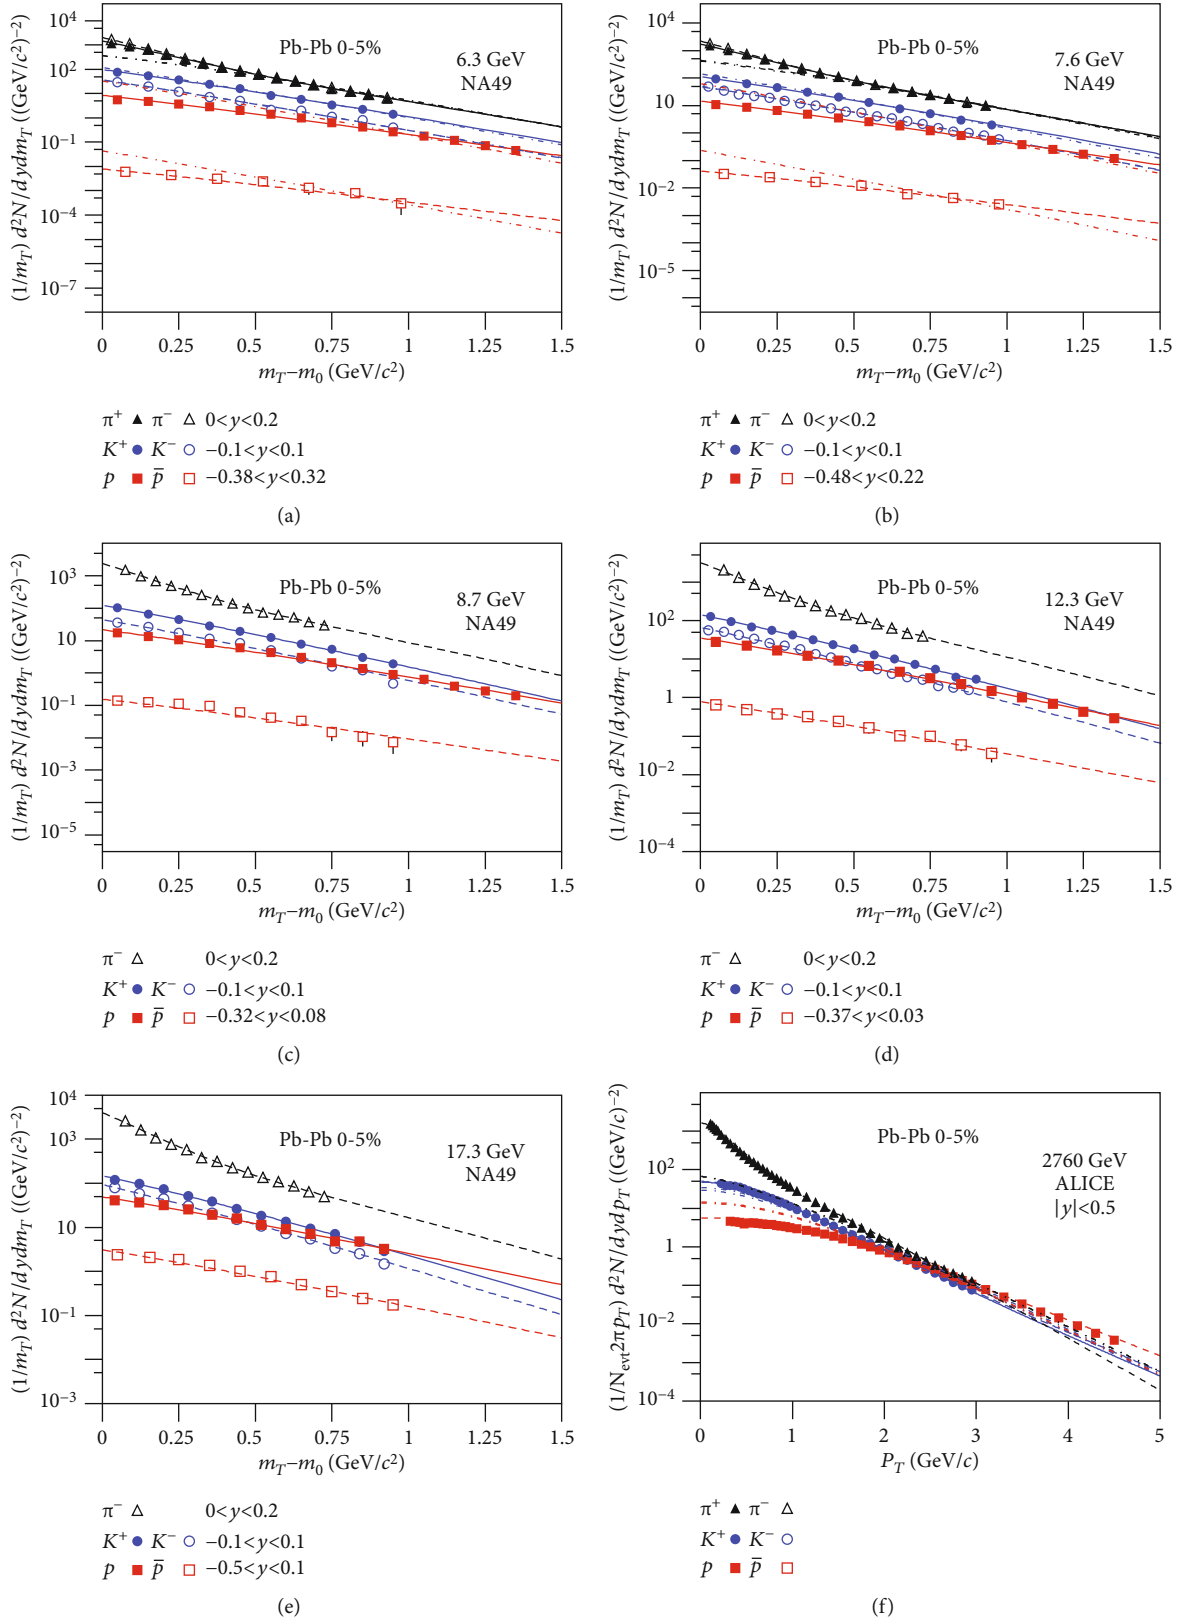 10^4
10^2
10^-1
10^-4
10^-7
(1/m_T) d^2N/dydm_T ((GeV/c^2)^-2)
Pb-Pb 0-5%
6.3 GeV
NA49
0 0.25 0.5 0.75 1 1.25 1.5
m_T–m_0 (GeV/c^2)
π^+ π^- 0<y<0.2
K^+ K^- –0.1<y<0.1
p p̅ –0.38<y<0.32
(a)
10^4
10
10^-2
10^-5
(1/m_T) d^2N/dydm_T ((GeV/c^2)^-2)
Pb-Pb 0-5%
7.6 GeV
NA49
0 0.25 0.5 0.75 1 1.25 1.5
m_T–m_0 (GeV/c^2)
π^+ π^- 0<y<0.2
K^+ K^- –0.1<y<0.1
p p̅ –0.48<y<0.22
(b)
10^3
10
10^-1
10^-3
10^-5
(1/m_T) d^2N/dydm_T ((GeV/c^2)^-2)
Pb-Pb 0-5%
8.7 GeV
NA49
0 0.25 0.5 0.75 1 1.25 1.5
m_T–m_0 (GeV/c^2)
π^- 0<y<0.2
K^+ K^- –0.1<y<0.1
p p̅ –0.32<y<0.08
(c)
10^2
1
10^-2
10^-4
(1/m_T) d^2N/dydm_T ((GeV/c^2)^-2)
Pb-Pb 0-5%
12.3 GeV
NA49
0 0.25 0.5 0.75 1 1.25 1.5
m_T–m_0 (GeV/c^2)
π^- 0<y<0.2
K^+ K^- –0.1<y<0.1
p p̅ –0.37<y<0.03
(d)
10^4
10^3
10
10^-1
10^-3
(1/m_T) d^2N/dydm_T ((GeV/c^2)^-2)
Pb-Pb 0-5%
17.3 GeV
NA49
0 0.25 0.5 0.75 1 1.25 1.5
m_T–m_0 (GeV/c^2)
π^- 0<y<0.2
K^+ K^- –0.1<y<0.1
p p̅ –0.5<y<0.1
(e)
10^2
1
10^-2
10^-4
(1/N_evt2πp_T) d^2N/dydp_T ((GeV/c)^-2)
Pb-Pb 0-5%
2760 GeV
ALICE
|y|<0.5
0 1 2 3 4 5
P_T (GeV/c)
π^+ π^-
K^+ K^-
p p̅
(f)